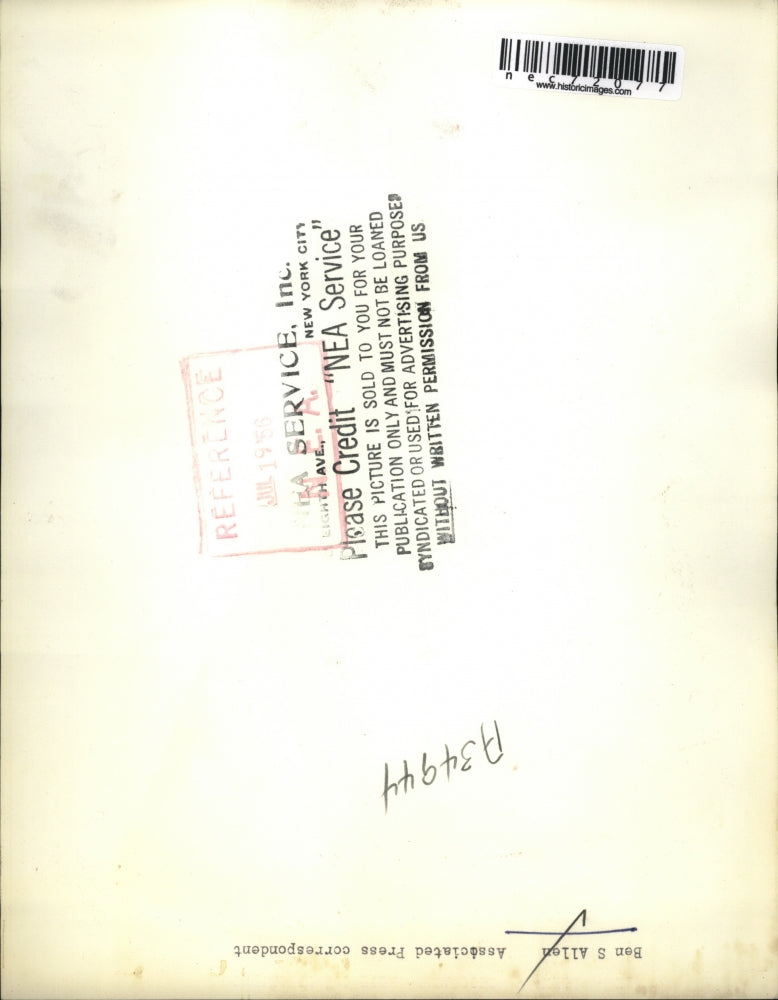 nec72077
www.historicimages.com
REFERENCE
JUL 19 '56
N. E. A.
NEA SERVICE, Inc.
EIGHTH AVE., NEW YORK CITY
Please Credit "NEA Service"
THIS PICTURE IS SOLD TO YOU FOR YOUR
PUBLICATION ONLY AND MUST NOT BE LOANED
SYNDICATED OR USED FOR ADVERTISING PURPOSES
WITHOUT WRITTEN PERMISSION FROM US
A34944
Ben S Allen Associated Press correspondent